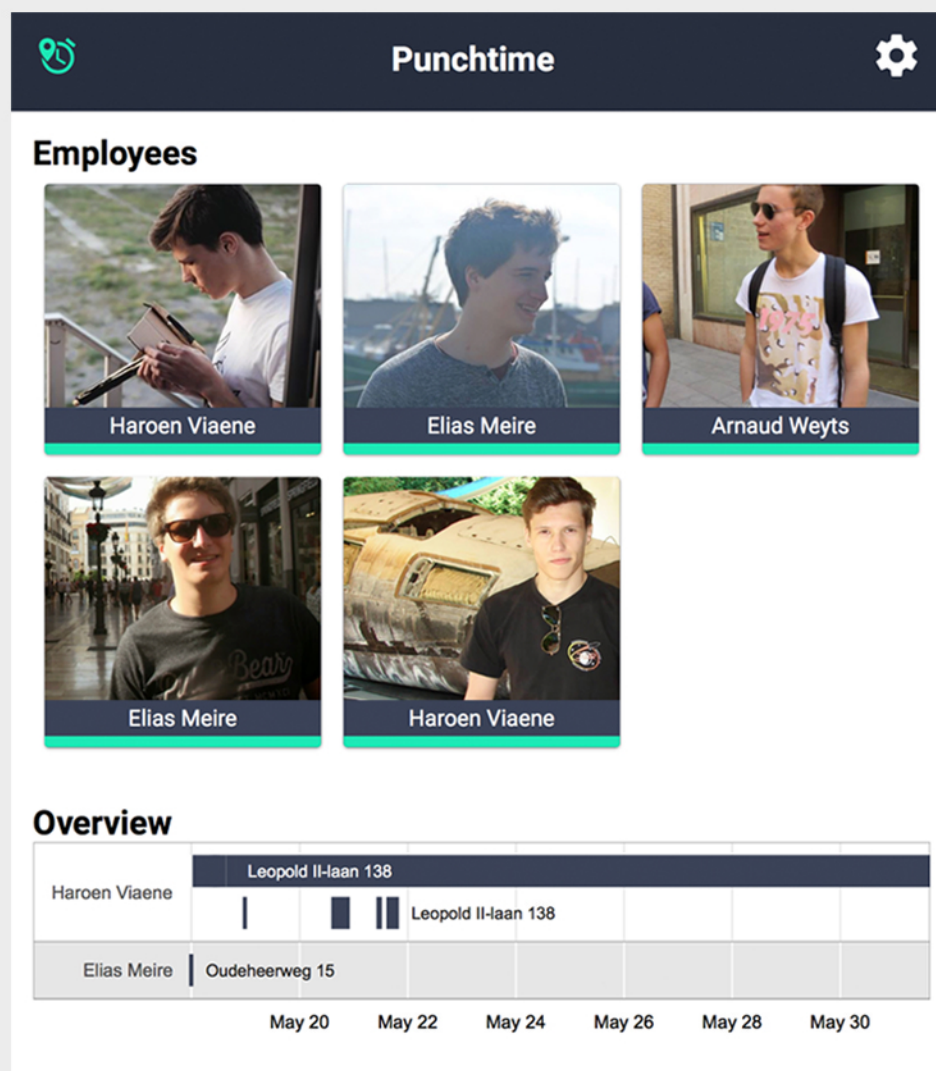 Punchtime
Employees
Haroen Viaene
Elias Meire
Arnaud Weyts
1975
Bear
Elias Meire
Haroen Viaene
Overview
Haroen Viaene
Leopold II-laan 138
Leopold II-laan 138
Elias Meire
Oudeheerweg 15
May 20
May 22
May 24
May 26
May 28
May 30